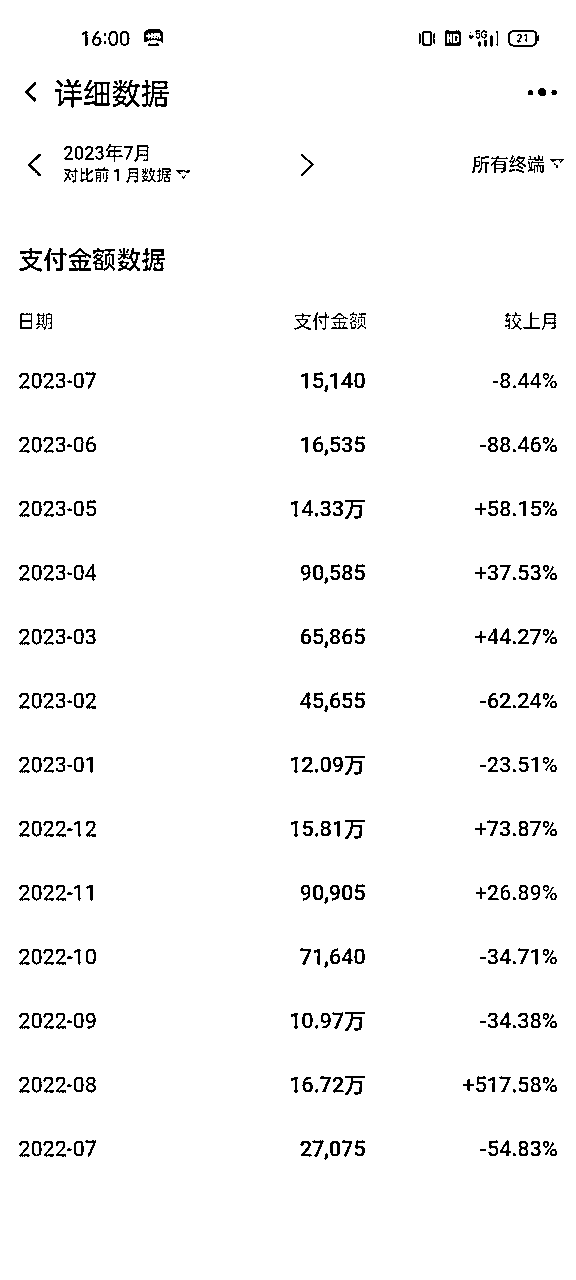 16:00 HD 5G 21
详细数据
2023年7月
对比前1月数据
所有终端
支付金额数据
日期 支付金额 较上月
2023-07 15,140 -8.44%
2023-06 16,535 -88.46%
2023-05 14.33万 +58.15%
2023-04 90,585 +37.53%
2023-03 65,865 +44.27%
2023-02 45,655 -62.24%
2023-01 12.09万 -23.51%
2022-12 15.81万 +73.87%
2022-11 90,905 +26.89%
2022-10 71,640 -34.71%
2022-09 10.97万 -34.38%
2022-08 16.72万 +517.58%
2022-07 27,075 -54.83%